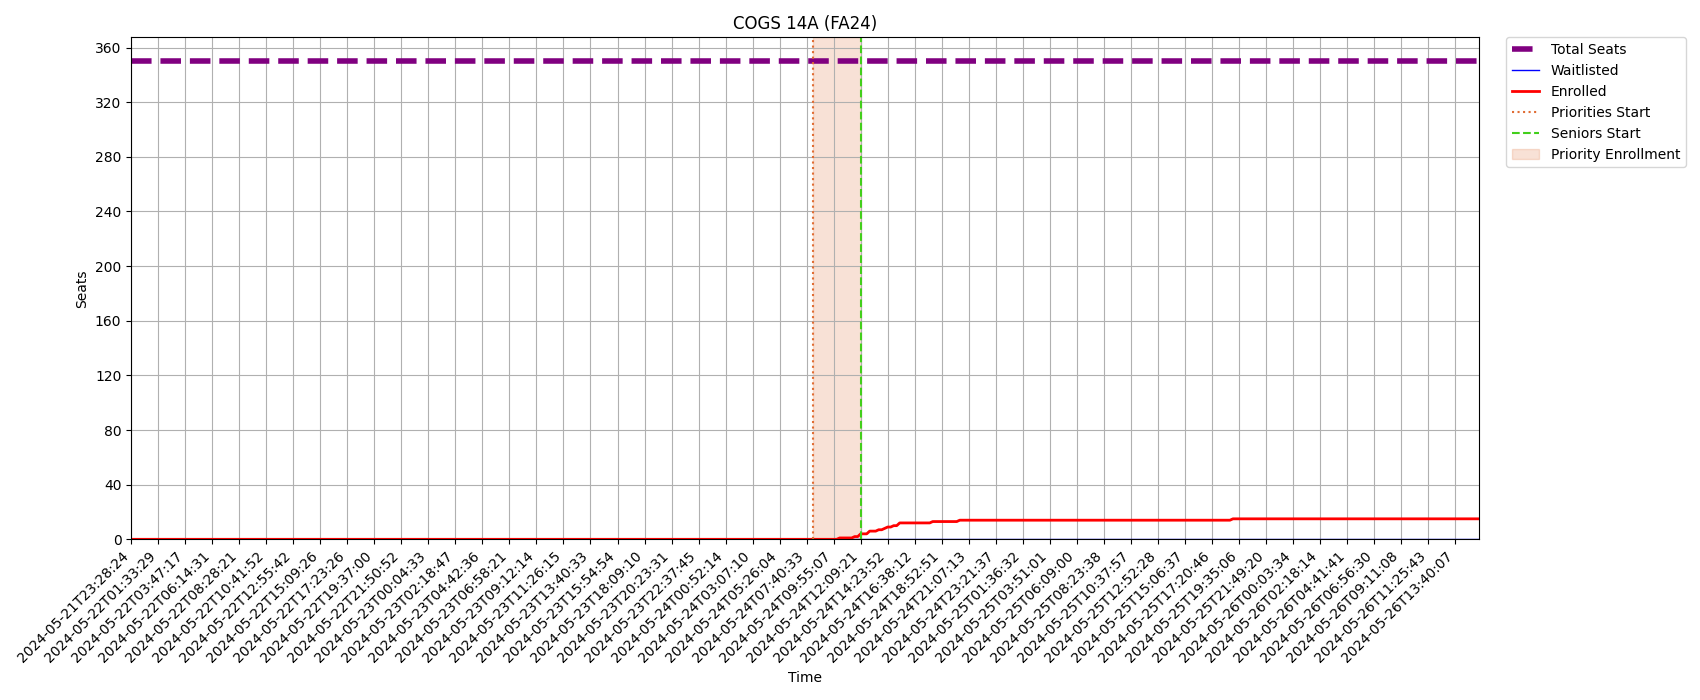 COGS 14A (FA24)
Total Seats
Waitlisted
Enrolled
Priorities Start
Seniors Start
Priority Enrollment
Seats
360
320
280
240
200
160
120
80
40
0
2024-05-21T23:28:24
2024-05-22T01:33:29
2024-05-22T03:47:17
2024-05-22T06:14:31
2024-05-22T08:28:21
2024-05-22T10:41:52
2024-05-22T12:55:42
2024-05-22T15:09:26
2024-05-22T17:23:26
2024-05-22T19:37:00
2024-05-22T21:50:52
2024-05-23T00:04:33
2024-05-23T02:18:47
2024-05-23T04:42:36
2024-05-23T06:58:21
2024-05-23T09:12:14
2024-05-23T11:26:15
2024-05-23T13:40:33
2024-05-23T15:54:54
2024-05-23T18:09:10
2024-05-23T20:23:31
2024-05-23T22:37:45
2024-05-24T00:52:14
2024-05-24T03:07:10
2024-05-24T05:26:04
2024-05-24T07:40:33
2024-05-24T09:55:07
2024-05-24T12:09:21
2024-05-24T14:23:52
2024-05-24T16:38:12
2024-05-24T18:52:51
2024-05-24T21:07:13
2024-05-24T23:21:37
2024-05-25T01:36:32
2024-05-25T03:51:01
2024-05-25T06:09:00
2024-05-25T08:23:38
2024-05-25T10:37:57
2024-05-25T12:52:28
2024-05-25T15:06:37
2024-05-25T17:20:46
2024-05-25T19:35:06
2024-05-25T21:49:20
2024-05-26T00:03:34
2024-05-26T02:18:14
2024-05-26T04:41:41
2024-05-26T06:56:30
2024-05-26T09:11:08
2024-05-26T11:25:43
2024-05-26T13:40:07
Time